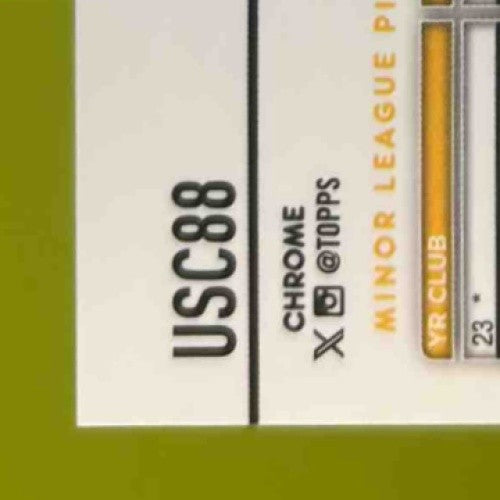 USC88
CHROME
X @TOPPS
MINOR LEAGUE
YR CLUB
23 *